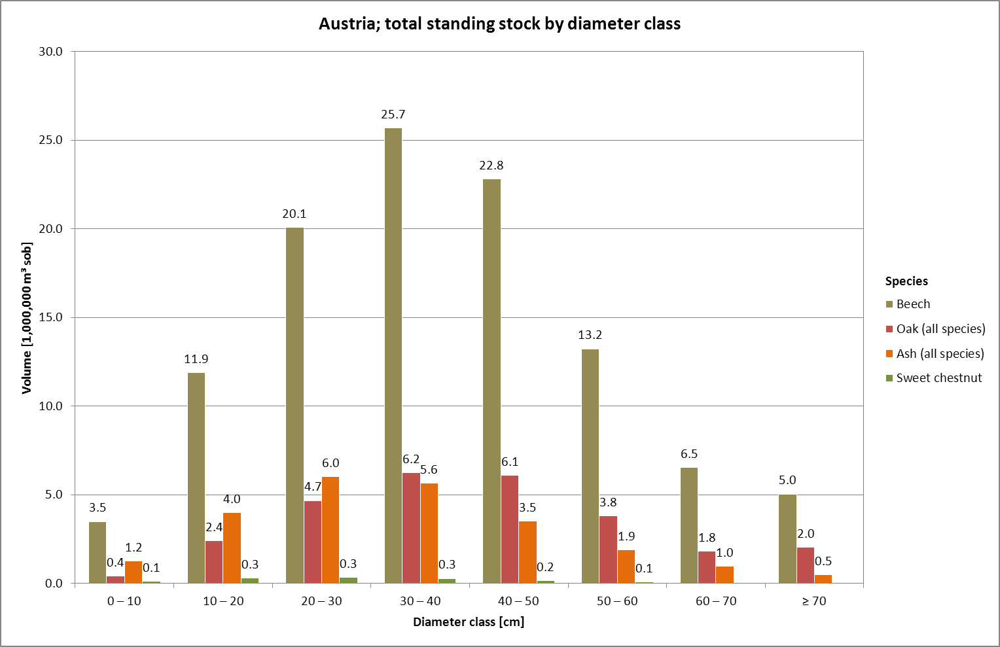 Austria; total standing stock by diameter class
30.0
25.0
20.0
15.0
10.0
5.0
0.0
Volume [1,000,000 m³ sob]
3.5
0.4
1.2
0.1
11.9
2.4
4.0
0.3
20.1
4.7
6.0
0.3
25.7
6.2
5.6
0.3
22.8
6.1
3.5
0.2
13.2
3.8
1.9
0.1
6.5
1.8
1.0
5.0
2.0
0.5
0 – 10
10 – 20
20 – 30
30 – 40
40 – 50
50 – 60
60 – 70
≥ 70
Diameter class [cm]
Species
Beech
Oak (all species)
Ash (all species)
Sweet chestnut